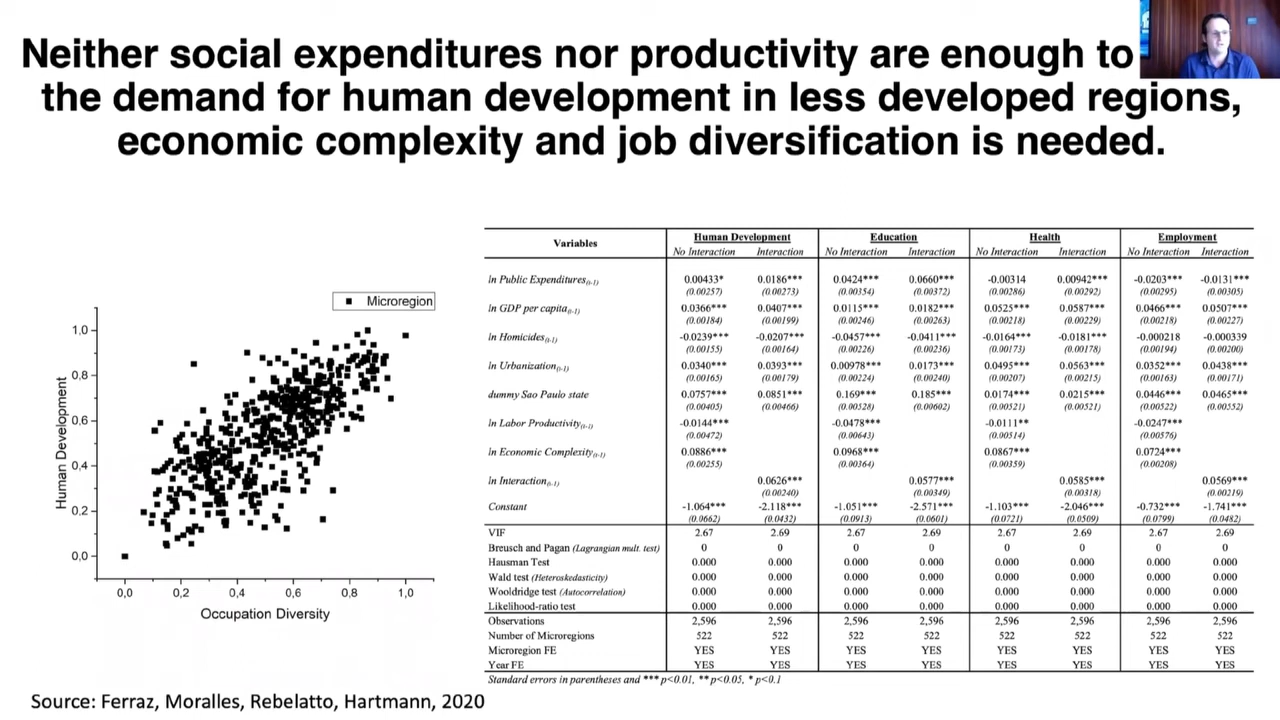 Neither social expenditures nor productivity are enough to
the demand for human development in less developed regions,
economic complexity and job diversification is needed.
Microregion
1,0
0,8
0,6
0,4
0,2
0,0
Human Development
0,0 0,2 0,4 0,6 0,8 1,0
Occupation Diversity
Variables Human Development Education Health Employment
No Interaction Interaction No Interaction Interaction No Interaction Interaction No Interaction Interaction
ln Public Expenditures(t-1) 0.00433* 0.0186*** 0.0424*** 0.0660*** -0.00314 0.00942*** -0.0203*** -0.0131***
(0.00257) (0.00273) (0.00354) (0.00372) (0.00286) (0.00292) (0.00295) (0.00305)
ln GDP per capita(t-1) 0.0366*** 0.0407*** 0.0115*** 0.0182*** 0.0525*** 0.0587*** 0.0466*** 0.0507***
(0.00184) (0.00199) (0.00246) (0.00263) (0.00218) (0.00229) (0.00218) (0.00227)
ln Homicides(t-1) -0.0239*** -0.0207*** -0.0457*** -0.0411*** -0.0164*** -0.0181*** -0.000218 -0.000339
(0.00155) (0.00164) (0.00226) (0.00236) (0.00173) (0.00178) (0.00194) (0.00200)
ln Urbanization(t-1) 0.0340*** 0.0393*** 0.00978*** 0.0173*** 0.0495*** 0.0563*** 0.0352*** 0.0438***
(0.00165) (0.00179) (0.00224) (0.00240) (0.00207) (0.00215) (0.00163) (0.00171)
dummy Sao Paulo state 0.0757*** 0.0851*** 0.169*** 0.185*** 0.0174*** 0.0215*** 0.0446*** 0.0465***
(0.00405) (0.00466) (0.00528) (0.00602) (0.00521) (0.00521) (0.00522) (0.00552)
ln Labor Productivity(t-1) -0.0144*** -0.0478*** -0.0111** -0.0247***
(0.00472) (0.00643) (0.00514) (0.00576)
ln Economic Complexity(t-1) 0.0886*** 0.0968*** 0.0867*** 0.0724***
(0.00255) (0.00364) (0.00359) (0.00208)
ln Interaction(t-1) 0.0626*** 0.0577*** 0.0585*** 0.0569***
(0.00240) (0.00349) (0.00318) (0.00219)
Constant -1.064*** -2.118*** -1.051*** -2.571*** -1.103*** -2.046*** -0.732*** -1.741***
(0.0662) (0.0432) (0.0913) (0.0601) (0.0721) (0.0509) (0.0799) (0.0482)
VIF 2.67 2.69 2.67 2.69 2.67 2.69 2.67 2.69
Breusch and Pagan (Lagrangian mult. test) 0 0 0 0 0 0 0 0
Hausman Test 0.000 0.000 0.000 0.000 0.000 0.000 0.000 0.000
Wald test (Heteroskedasticity) 0.000 0.000 0.000 0.000 0.000 0.000 0.000 0.000
Wooldridge test (Autocorrelation) 0.000 0.000 0.000 0.000 0.000 0.000 0.000 0.000
Likelihood-ratio test 0.000 0.000 0.000 0.000 0.000 0.000 0.000 0.000
Observations 2,596 2,596 2,596 2,596 2,596 2,596 2,596 2,596
Number of Microregions 522 522 522 522 522 522 522 522
Microregion FE YES YES YES YES YES YES YES YES
Year FE YES YES YES YES YES YES YES YES
Standard errors in parentheses and *** p<0.01, ** p<0.05, * p<0.1
Source: Ferraz, Moralles, Rebelatto, Hartmann, 2020